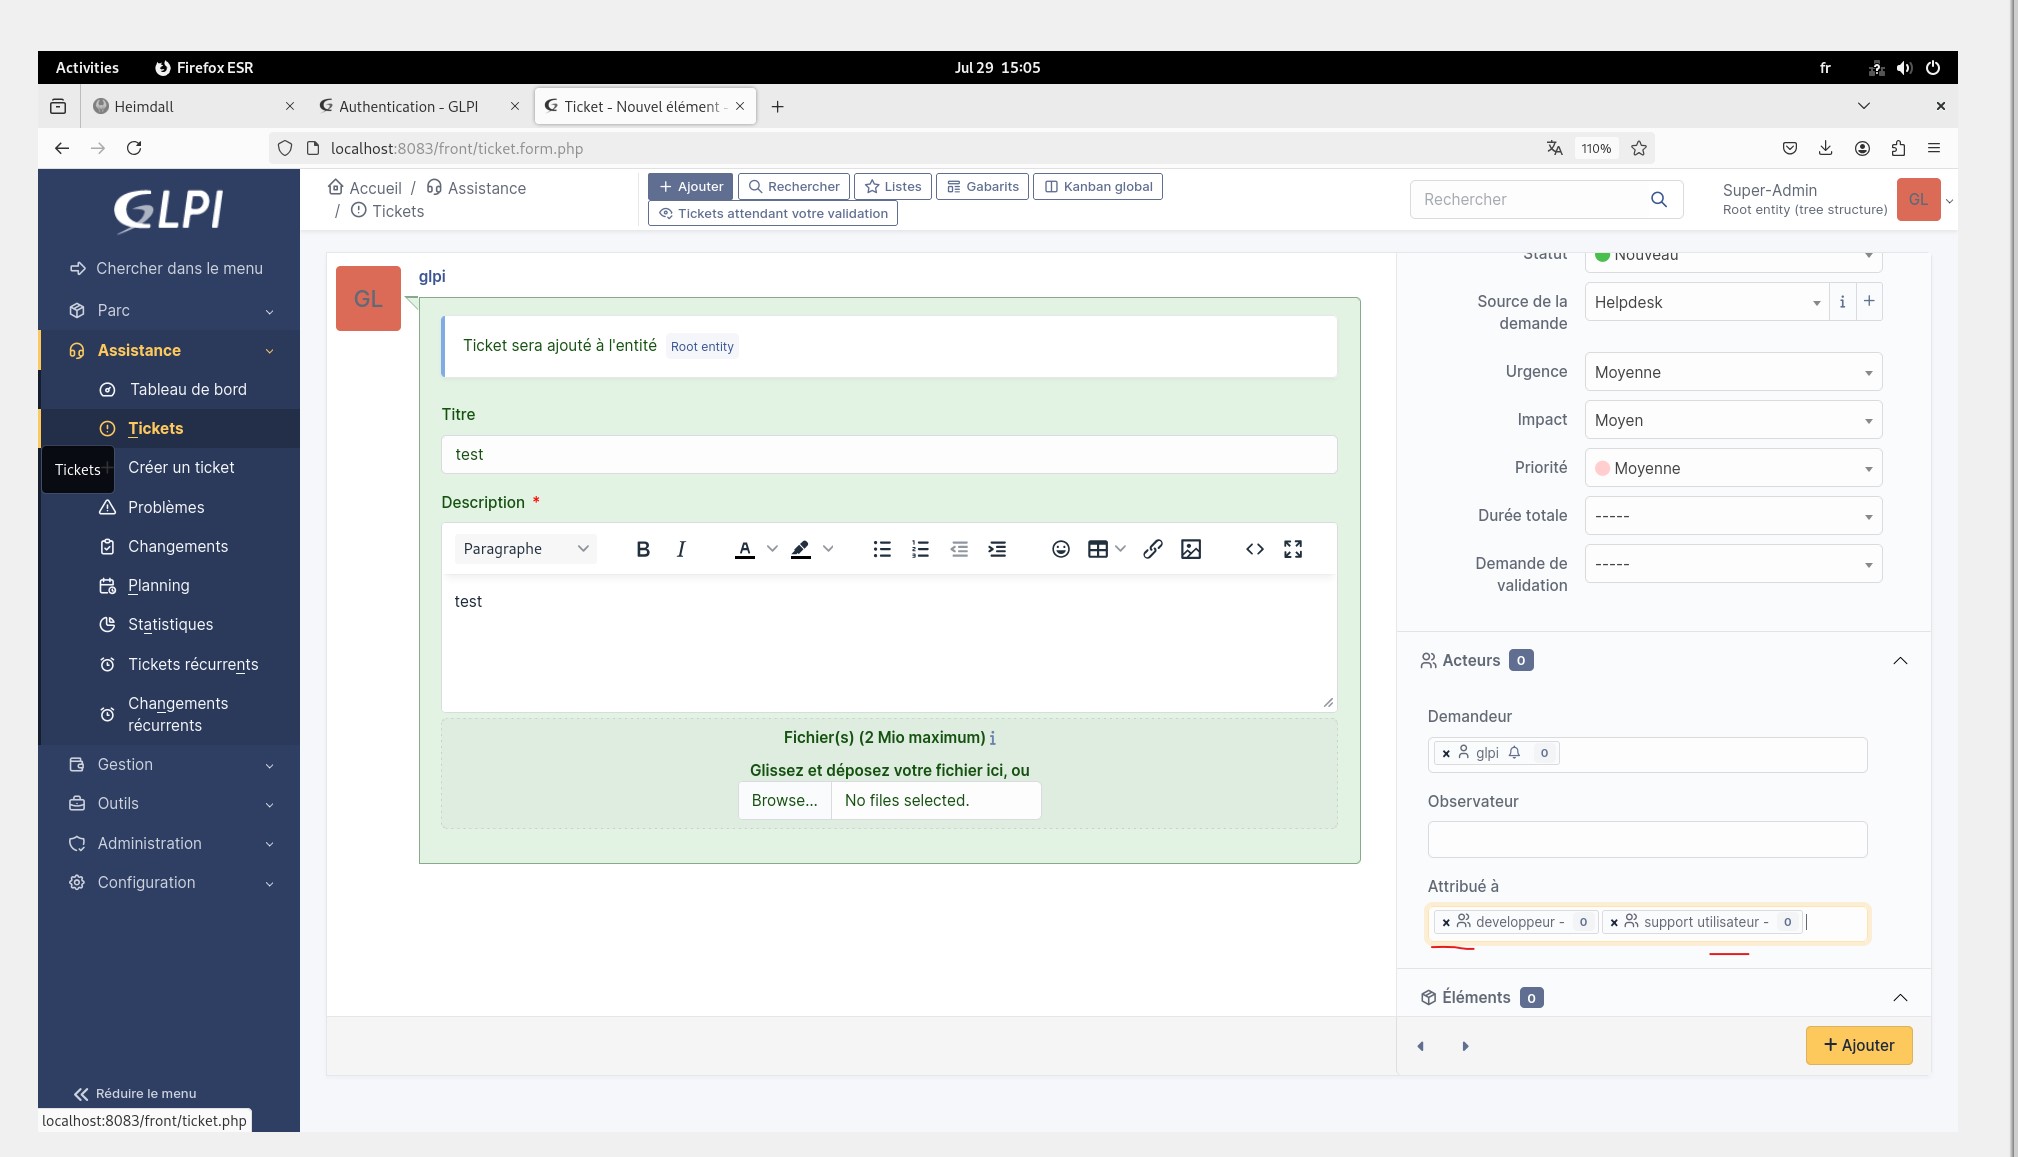 Activities Firefox ESR Jul 29 15:05 fr
Heimdall Authentication - GLPI Ticket - Nouvel élément -
localhost:8083/front/ticket.form.php 110%
GLPI
Chercher dans le menu
Parc
Assistance
Tableau de bord
Tickets
Tickets
Créer un ticket
Problèmes
Changements
Planning
Statistiques
Tickets récurrents
Changements
récurrents
Gestion
Outils
Administration
Configuration
Réduire le menu
localhost:8083/front/ticket.php
Accueil / Assistance
/ Tickets
+ Ajouter Rechercher Listes Gabarits Kanban global
Tickets attendant votre validation
Rechercher
Super-Admin
Root entity (tree structure)
GL
GL
glpi
Ticket sera ajouté à l'entité Root entity
Titre
test
Description *
Paragraphe B I A
test
Fichier(s) (2 Mio maximum) i
Glissez et déposez votre fichier ici, ou
Browse... No files selected.
Statut Nouveau
Source de la
demande
Helpdesk i +
Urgence Moyenne
Impact Moyen
Priorité Moyenne
Durée totale -----
Demande de
validation
-----
Acteurs 0
Demandeur
× glpi 0
Observateur
Attribué à
× developpeur - 0 × support utilisateur - 0
Éléments 0
+ Ajouter